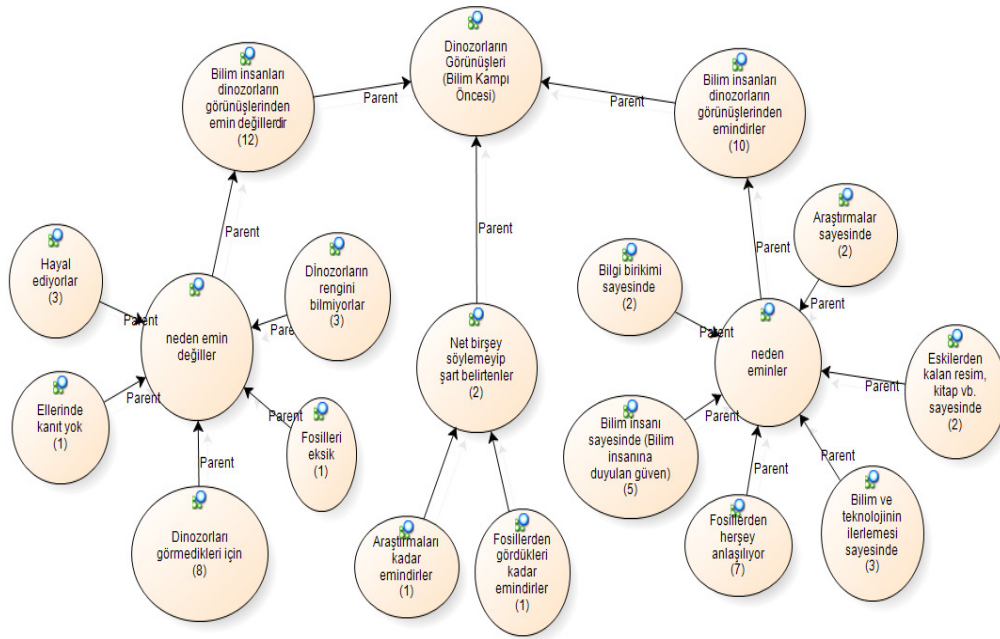 Dinozorların
Görünüşleri
(Bilim Kampı
Öncesi)
Bilim insanları
dinozorların
görünüşlerinden
emin değillerdir
(12)
Bilim insanları
dinozorların
görünüşlerinden
emindirler
(10)
Parent
Parent
Parent
Parent
Parent
Hayal
ediyorlar
(3)
Dİnozorların
rengini
bilmiyorlar
(3)
neden emin
değiller
Parent
Parent
Ellerinde
kanıt yok
(1)
Parent
Fosilleri
eksik
(1)
Parent
Dinozorları
görmedikleri için
(8)
Parent
Net birşey
söylemeyip
şart belirtenler
(2)
Araştırmaları
kadar
emindirler
(1)
Fosillerden
gördükleri
kadar
emindirler
(1)
Araştırmalar
sayesinde
(2)
Parent
Bilgi birikimi
sayesinde
(2)
Parent
neden
eminler
Eskilerden
kalan resim,
kitap vb.
sayesinde
(2)
Parent
Bilim insanı
sayesinde (Bilim
insanına
duyulan güven)
(5)
Parent
Fosillerden
herşey
anlaşılıyor
(7)
Parent
Bilim ve
teknolojinin
ilerlemesi
sayesinde
(3)
Parent